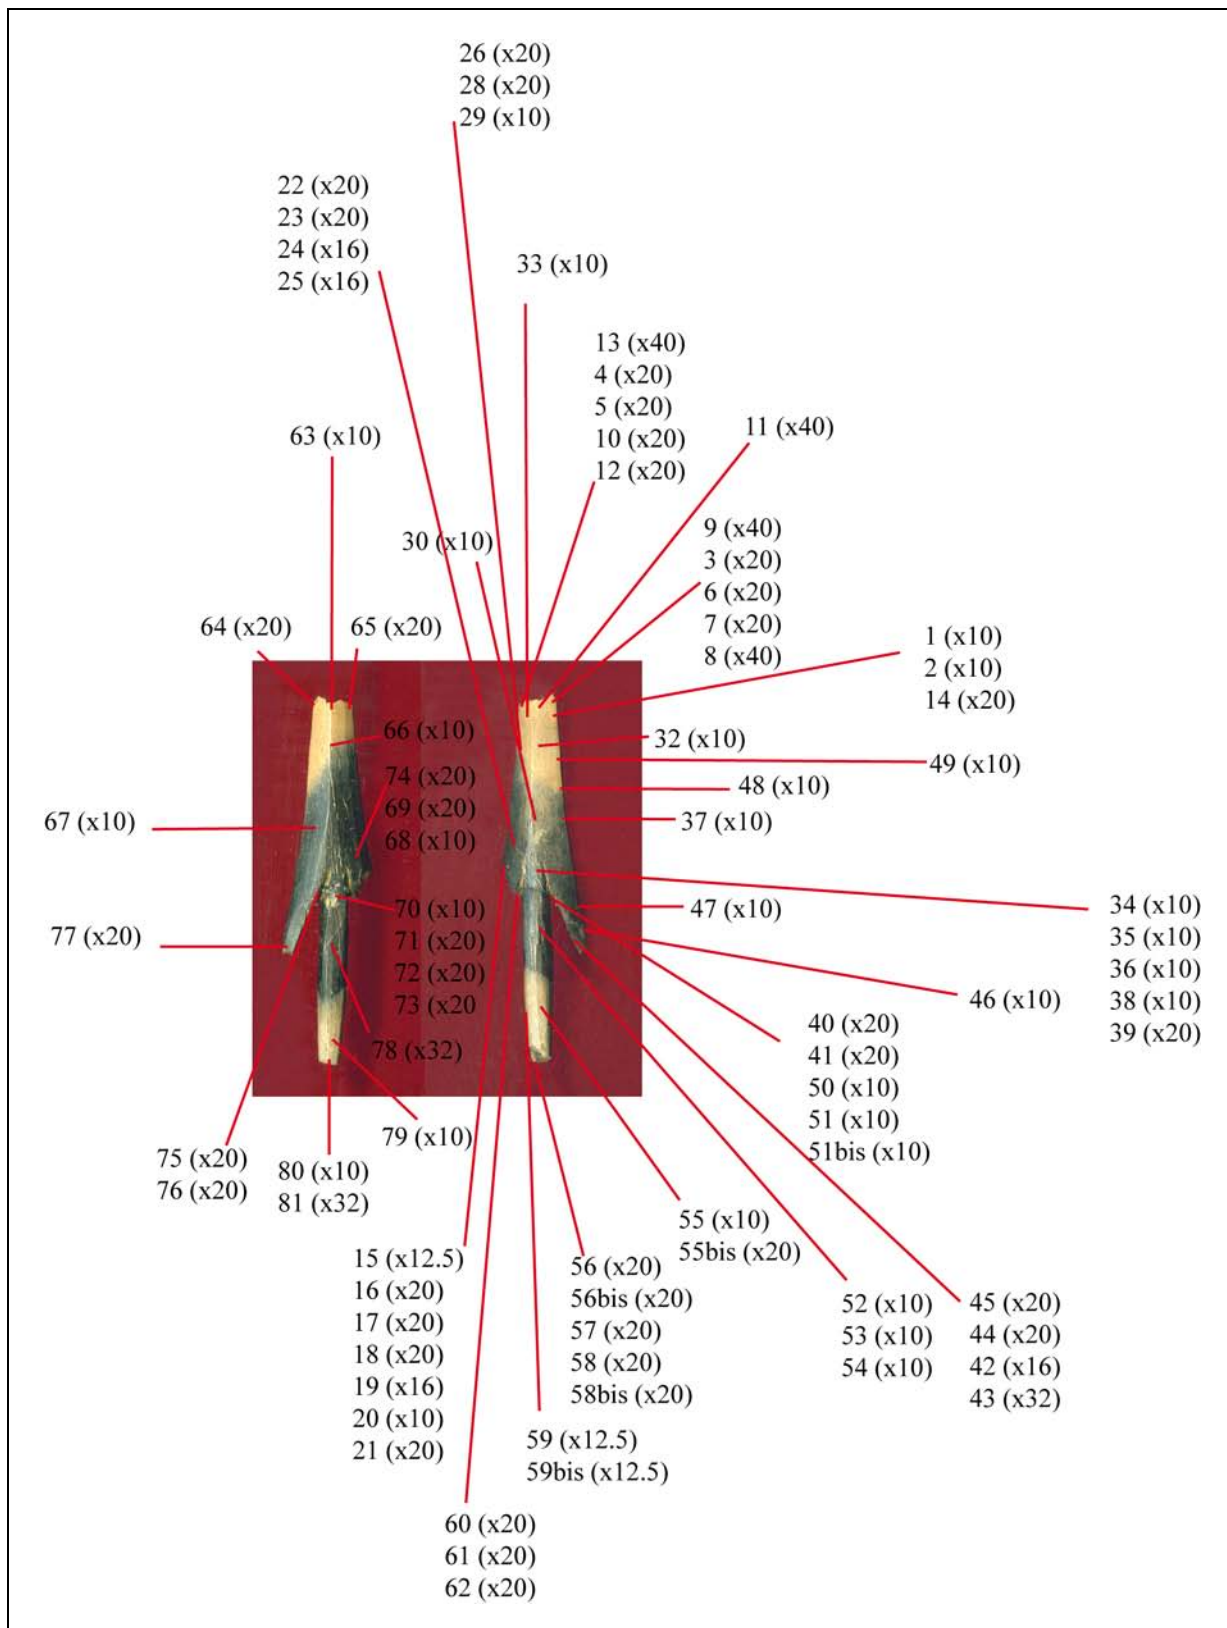 26 (x20)
28 (x20)
29 (x10)
22 (x20)
23 (x20)
24 (x16)
25 (x16)
33 (x10)
13 (x40)
4 (x20)
5 (x20)
10 (x20)
12 (x20)
11 (x40)
63 (x10)
30 (x10)
9 (x40)
3 (x20)
6 (x20)
7 (x20)
8 (x40)
64 (x20)
65 (x20)
1 (x10)
2 (x10)
14 (x20)
66 (x10)
32 (x10)
49 (x10)
74 (x20)
69 (x20)
68 (x10)
48 (x10)
67 (x10)
37 (x10)
70 (x10)
71 (x20)
72 (x20)
73 (x20
47 (x10)
34 (x10)
35 (x10)
36 (x10)
38 (x10)
39 (x20)
77 (x20)
46 (x10)
40 (x20)
41 (x20)
50 (x10)
51 (x10)
51bis (x10)
78 (x32)
79 (x10)
75 (x20)
76 (x20)
80 (x10)
81 (x32)
55 (x10)
55bis (x20)
15 (x12.5)
16 (x20)
17 (x20)
18 (x20)
19 (x16)
20 (x10)
21 (x20)
56 (x20)
56bis (x20)
57 (x20)
58 (x20)
58bis (x20)
52 (x10)
53 (x10)
54 (x10)
45 (x20)
44 (x20)
42 (x16)
43 (x32)
59 (x12.5)
59bis (x12.5)
60 (x20)
61 (x20)
62 (x20)